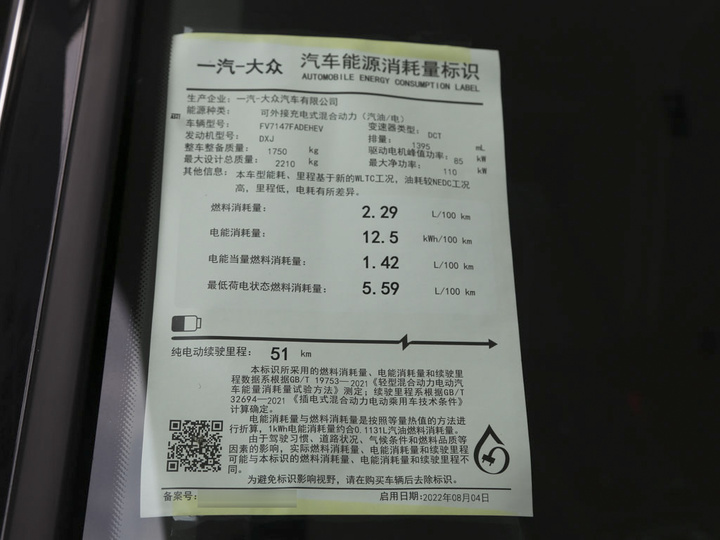 一汽-大众 汽车能源消耗量标识
AUTOMOBILE ENERGY CONSUMPTION LABEL
生产企业: 一汽-大众汽车有限公司
能源种类: 可外接充电式混合动力（汽油/电）
车辆型号: FV7147FADEHEV 变速器类型: DCT
发动机型号: DXJ 排量: 1395 mL
整车整备质量: 1750 kg 驱动电机峰值功率: 85 kW
最大设计总质量: 2210 kg 最大净功率: 110 kW
其他信息: 本车型能耗、里程基于新的WLTC工况，油耗较NEDC工况
高，里程低，电耗有所差异。
燃料消耗量: 2.29 L/100 km
电能消耗量: 12.5 kWh/100 km
电能当量燃料消耗量: 1.42 L/100 km
最低荷电状态燃料消耗量: 5.59 L/100 km
纯电动续驶里程: 51 km
本标识所采用的燃料消耗量、电能消耗量和续驶里
程数据系根据GB/T 19753—2021《轻型混合动力电动汽
车能量消耗量试验方法》测定；续驶里程系根据GB/T
32694—2021《插电式混合动力电动乘用车技术条件》
计算确定。
电能消耗量与燃料消耗量是按照等量热值的方法进
行折算，1kWh电能消耗量约合0.1131L汽油燃料消耗量。
由于驾驶习惯、道路状况、气候条件和燃料品质等
因素的影响，实际燃料消耗量、电能消耗量和续驶里程
可能与本标识的燃料消耗量、电能消耗量和续驶里程不
同。
为避免标识影响视野，请在购买车辆后去除标识。
备案号: 启用日期:2022年08月04日